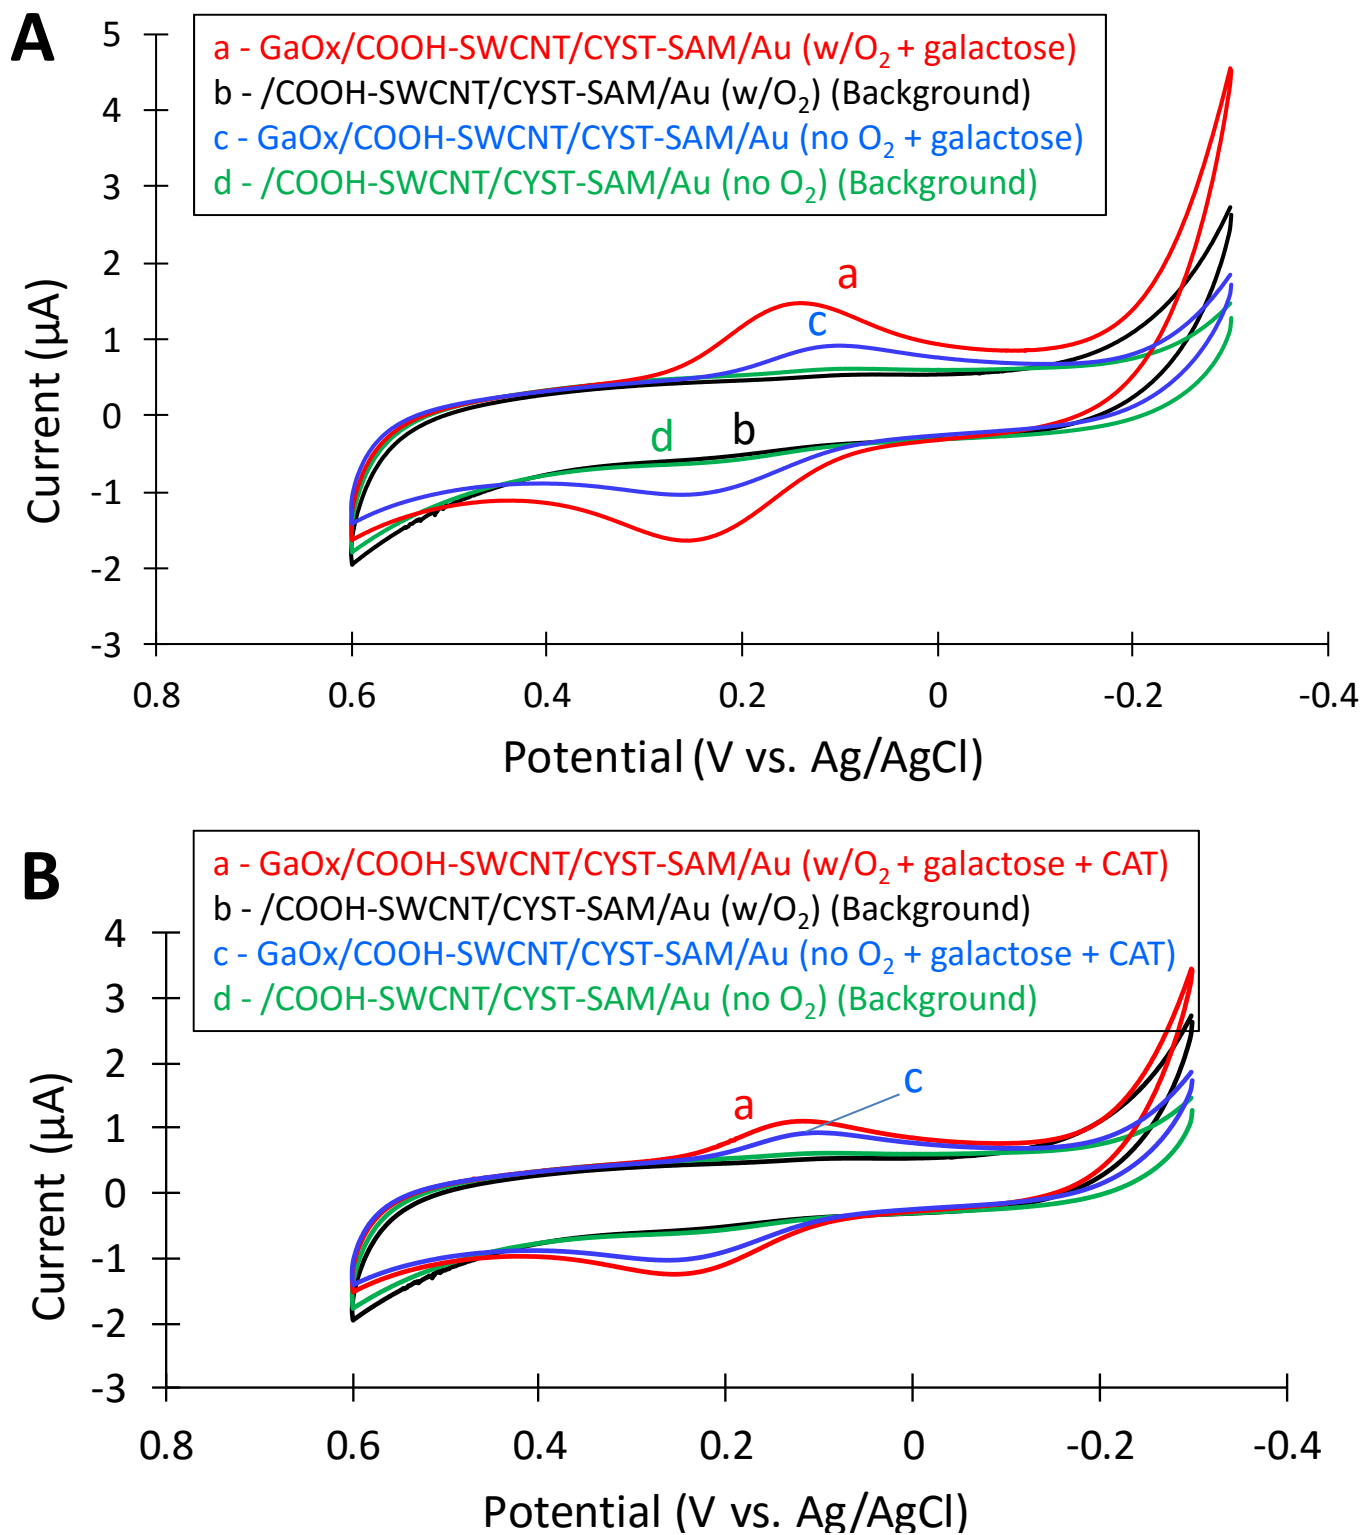 A
a - GaOx/COOH-SWCNT/CYST-SAM/Au (w/O₂ + galactose)
b - /COOH-SWCNT/CYST-SAM/Au (w/O₂) (Background)
c - GaOx/COOH-SWCNT/CYST-SAM/Au (no O₂ + galactose)
d - /COOH-SWCNT/CYST-SAM/Au (no O₂) (Background)
5
4
3
2
1
0
-1
-2
-3
Current (µA)
a
c
d
b
0.8 0.6 0.4 0.2 0 -0.2 -0.4
Potential (V vs. Ag/AgCl)
B
a - GaOx/COOH-SWCNT/CYST-SAM/Au (w/O₂ + galactose + CAT)
b - /COOH-SWCNT/CYST-SAM/Au (w/O₂) (Background)
c - GaOx/COOH-SWCNT/CYST-SAM/Au (no O₂ + galactose + CAT)
d - /COOH-SWCNT/CYST-SAM/Au (no O₂) (Background)
4
3
2
1
0
-1
-2
-3
Current (µA)
a
c
0.8 0.6 0.4 0.2 0 -0.2 -0.4
Potential (V vs. Ag/AgCl)